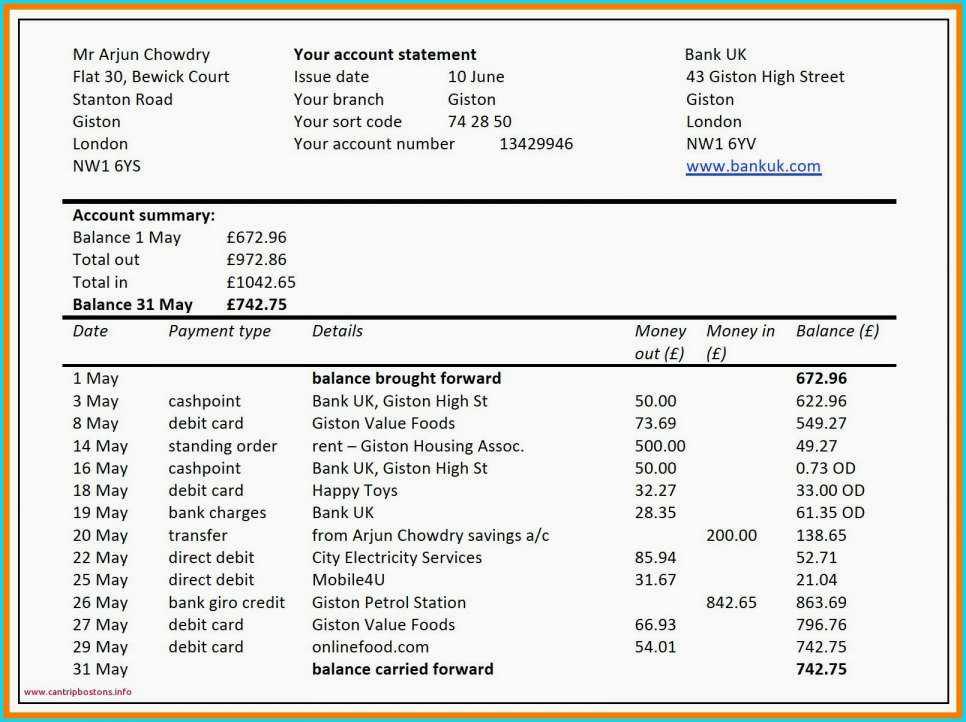 Mr Arjun Chowdry
Flat 30, Bewick Court
Stanton Road
Giston
London
NW1 6YS
Your account statement
Issue date 10 June
Your branch Giston
Your sort code 74 28 50
Your account number 13429946
Bank UK
43 Giston High Street
Giston
London
NW1 6YV
www.bankuk.com
Account summary:
Balance 1 May £672.96
Total out £972.86
Total in £1042.65
Balance 31 May £742.75
Date Payment type Details Money out (£) Money in (£) Balance (£)
1 May balance brought forward 672.96
3 May cashpoint Bank UK, Giston High St 50.00 622.96
8 May debit card Giston Value Foods 73.69 549.27
14 May standing order rent – Giston Housing Assoc. 500.00 49.27
16 May cashpoint Bank UK, Giston High St 50.00 0.73 OD
18 May debit card Happy Toys 32.27 33.00 OD
19 May bank charges Bank UK 28.35 61.35 OD
20 May transfer from Arjun Chowdry savings a/c 200.00 138.65
22 May direct debit City Electricity Services 85.94 52.71
25 May direct debit Mobile4U 31.67 21.04
26 May bank giro credit Giston Petrol Station 842.65 863.69
27 May debit card Giston Value Foods 66.93 796.76
29 May debit card onlinefood.com 54.01 742.75
31 May balance carried forward 742.75
www.cantripbostons.info